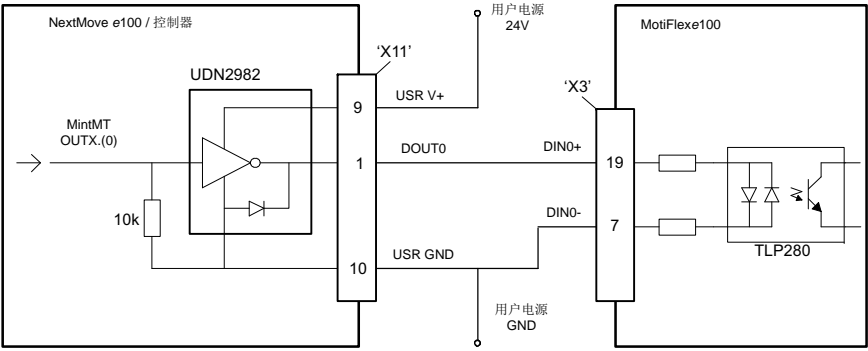 NextMove e100 / 控制器
用户电源
24V
MotiFlexe100
'X11'
UDN2982
'X3'
9
USR V+
MintMT
OUTX.(0)
1
DOUT0
DIN0+
19
10k
DIN0-
7
TLP280
10
USR GND
用户电源
GND